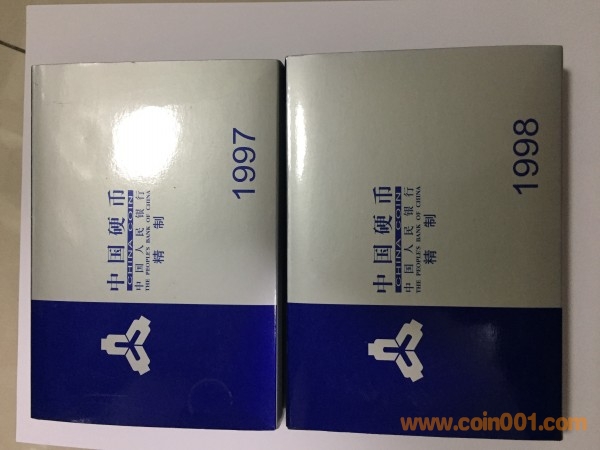 中国硬币
CHINA COIN
中国人民银行
THE PEOPLE'S BANK OF CHINA
精制
1997
中国硬币
CHINA COIN
中国人民银行
THE PEOPLE'S BANK OF CHINA
精制
1998
www.coin001.com